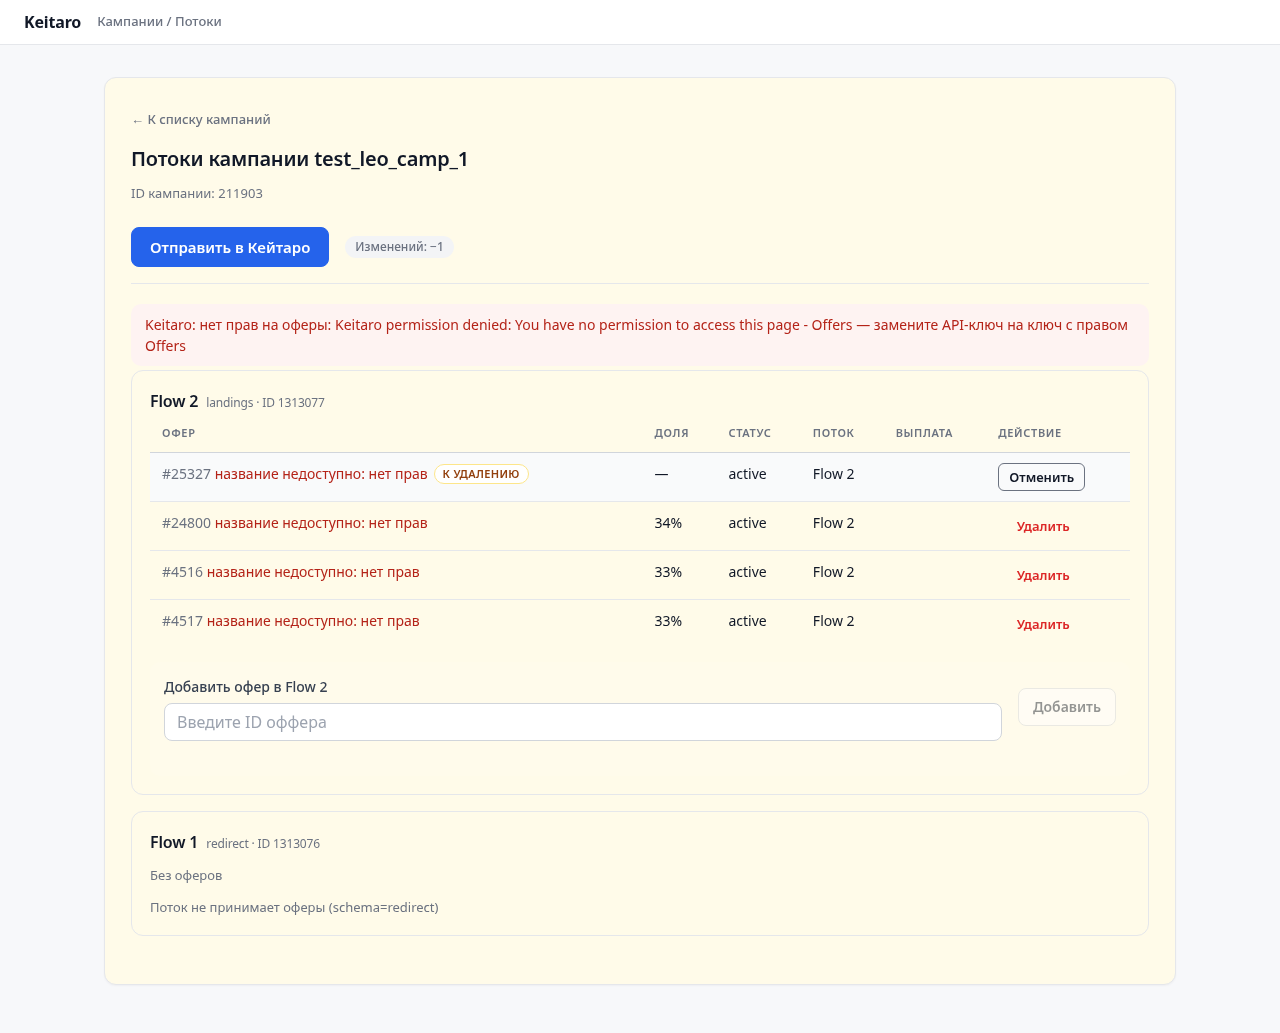 Keitaro Кампании / Потоки
← К списку кампаний
Потоки кампании test_leo_camp_1
ID кампании: 211903
Отправить в Кейтаро Изменений: −1
Keitaro: нет прав на оферы: Keitaro permission denied: You have no permission to access this page - Offers — замените API-ключ на ключ с правом
Offers
Flow 2 landings · ID 1313077
ОФЕР ДОЛЯ СТАТУС ПОТОК ВЫПЛАТА ДЕЙСТВИЕ
#25327 название недоступно: нет прав К УДАЛЕНИЮ — active Flow 2 Отменить
#24800 название недоступно: нет прав 34% active Flow 2 Удалить
#4516 название недоступно: нет прав 33% active Flow 2 Удалить
#4517 название недоступно: нет прав 33% active Flow 2 Удалить
Добавить офер в Flow 2
Введите ID оффера Добавить
Flow 1 redirect · ID 1313076
Без оферов
Поток не принимает оферы (schema=redirect)